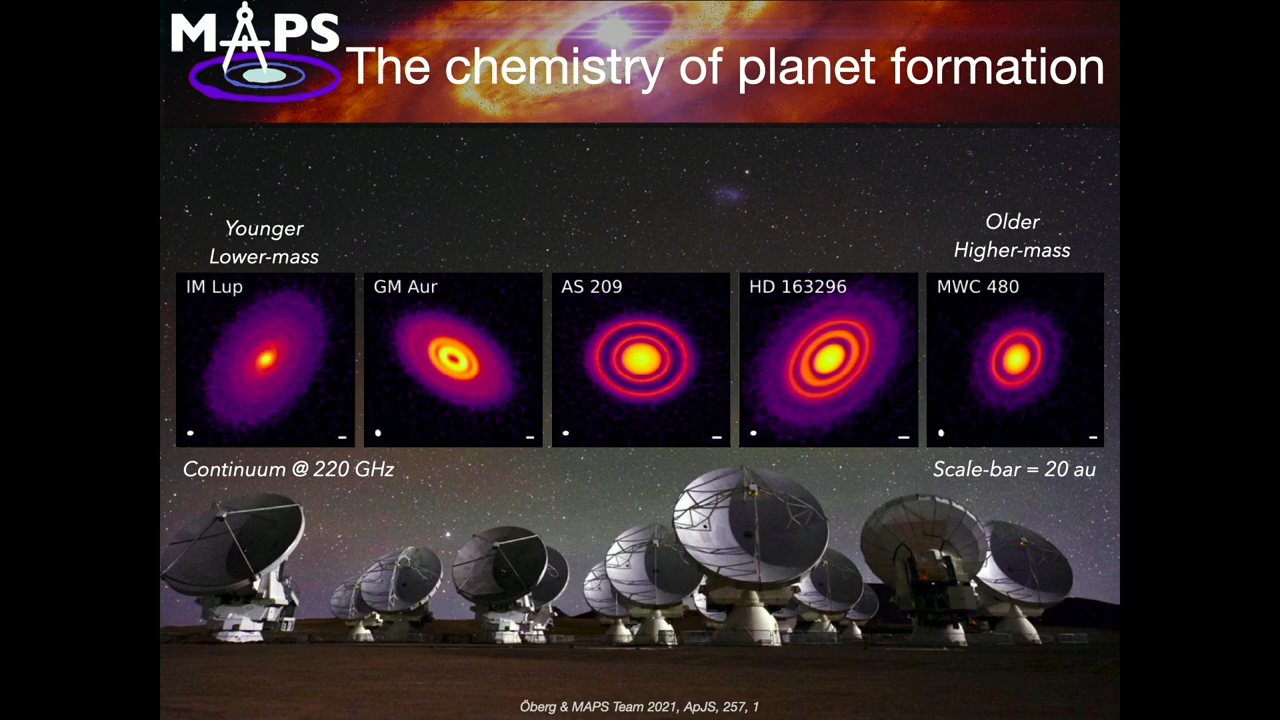 MAPS
The chemistry of planet formation
Younger
Lower-mass
Older
Higher-mass
IM Lup
GM Aur
AS 209
HD 163296
MWC 480
Continuum @ 220 GHz
Scale-bar = 20 au
Öberg & MAPS Team 2021, ApJS, 257, 1